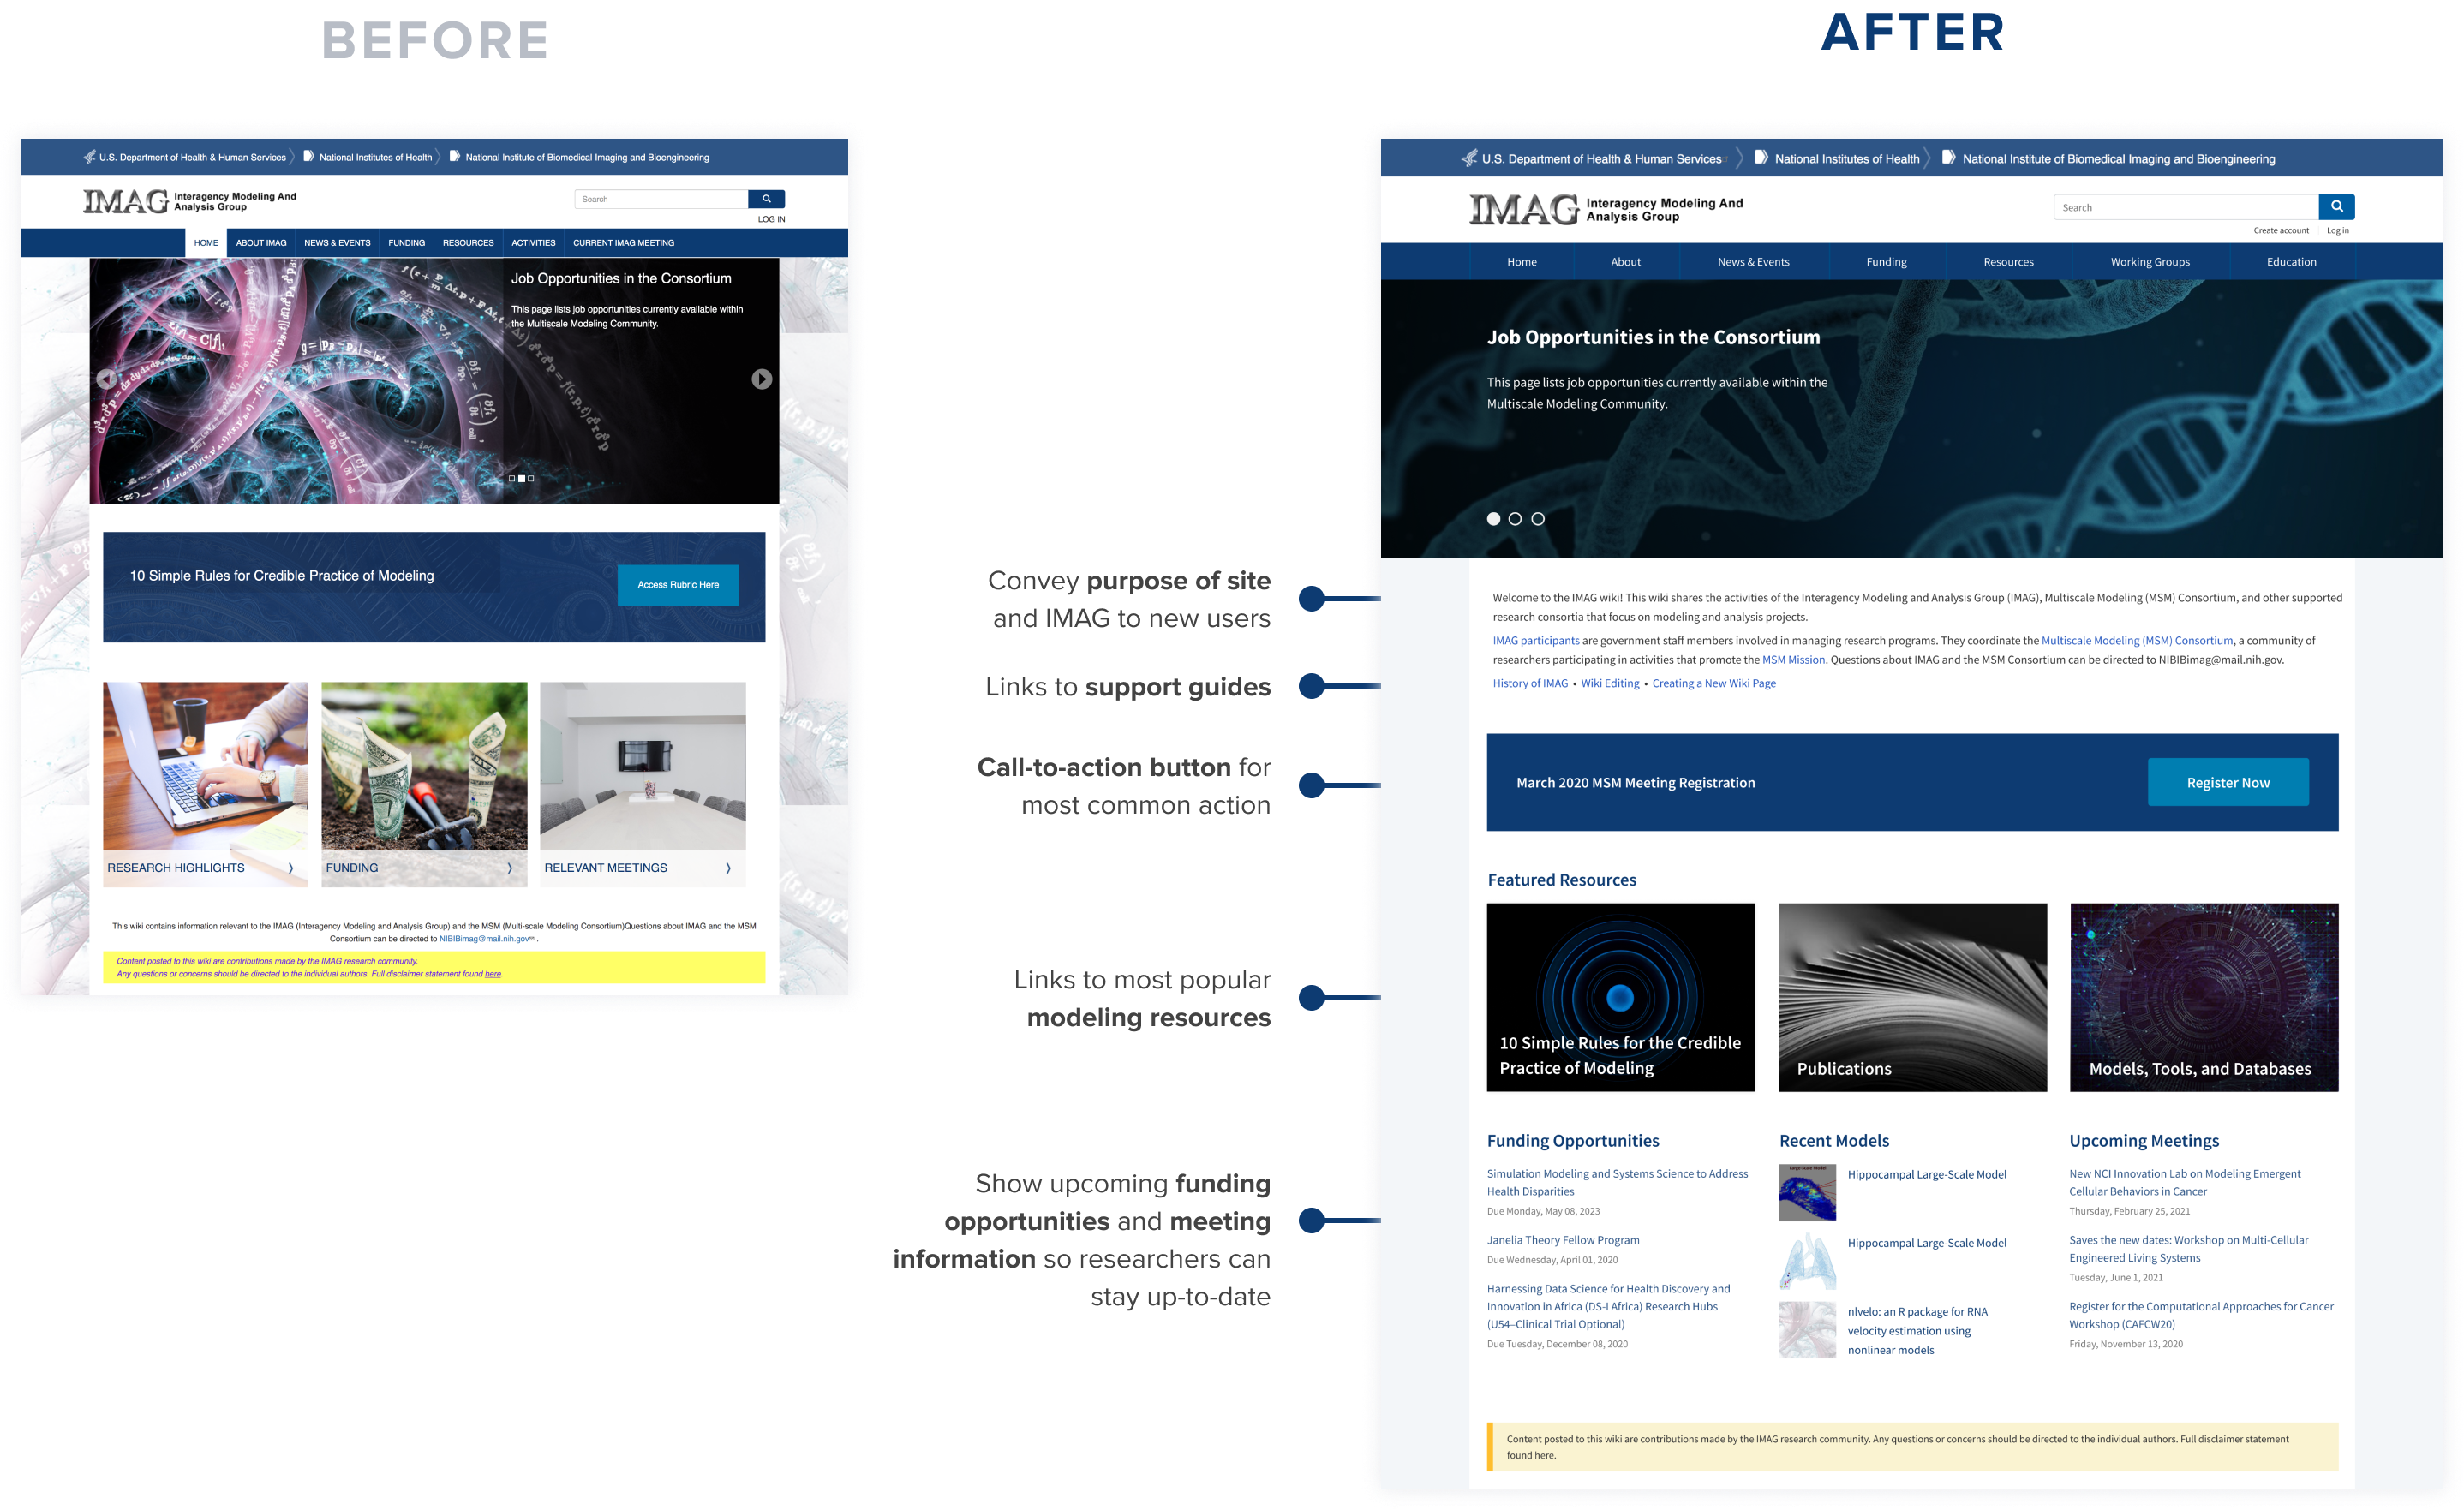 BEFORE
AFTER
U.S. Department of Health & Human Services
National Institutes of Health
National Institute of Biomedical Imaging and Bioengineering
IMAG Interagency Modeling And
Analysis Group
Search
LOG IN
HOME
ABOUT IMAG
NEWS & EVENTS
FUNDING
RESOURCES
ACTIVITIES
CURRENT IMAG MEETING
Job Opportunities in the Consortium
This page lists job opportunities currently available within
the Multiscale Modeling Community.
10 Simple Rules for Credible Practice of Modeling
Access Rubric Here
RESEARCH HIGHLIGHTS
FUNDING
RELEVANT MEETINGS
This wiki contains information relevant to the IMAG (Interagency Modeling and Analysis Group) and the MSM (Multi-scale Modeling Consortium)Questions about IMAG and the MSM
Consortium can be directed to NIBIBimag@mail.nih.gov .
Content posted to this wiki are contributions made by the IMAG research community.
Any questions or concerns should be directed to the individual authors. Full disclaimer statement found here.
Convey purpose of site
and IMAG to new users
Links to support guides
Call-to-action button for
most common action
Links to most popular
modeling resources
Show upcoming funding
opportunities and meeting
information so researchers can
stay up-to-date
U.S. Department of Health & Human Services
National Institutes of Health
National Institute of Biomedical Imaging and Bioengineering
IMAG Interagency Modeling And
Analysis Group
Search
Create account
Log in
Home
About
News & Events
Funding
Resources
Working Groups
Education
Job Opportunities in the Consortium
This page lists job opportunities currently available within the
Multiscale Modeling Community.
Welcome to the IMAG wiki! This wiki shares the activities of the Interagency Modeling and Analysis Group (IMAG), Multiscale Modeling (MSM) Consortium, and other supported
research consortia that focus on modeling and analysis projects.
IMAG participants are government staff members involved in managing research programs. They coordinate the Multiscale Modeling (MSM) Consortium, a community of
researchers participating in activities that promote the MSM Mission. Questions about IMAG and the MSM Consortium can be directed to NIBIBimag@mail.nih.gov.
History of IMAG • Wiki Editing • Creating a New Wiki Page
March 2020 MSM Meeting Registration
Register Now
Featured Resources
10 Simple Rules for the Credible
Practice of Modeling
Publications
Models, Tools, and Databases
Funding Opportunities
Simulation Modeling and Systems Science to Address
Health Disparities
Due Monday, May 08, 2023
Janelia Theory Fellow Program
Due Wednesday, April 01, 2020
Harnessing Data Science for Health Discovery and
Innovation in Africa (DS-I Africa) Research Hubs
(U54–Clinical Trial Optional)
Due Tuesday, December 08, 2020
Recent Models
Large Scale Model
Hippocampal Large-Scale Model
Hippocampal Large-Scale Model
nlvelo: an R package for RNA
velocity estimation using
nonlinear models
Upcoming Meetings
New NCI Innovation Lab on Modeling Emergent
Cellular Behaviors in Cancer
Thursday, February 25, 2021
Saves the new dates: Workshop on Multi-Cellular
Engineered Living Systems
Tuesday, June 1, 2021
Register for the Computational Approaches for Cancer
Workshop (CAFCW20)
Friday, November 13, 2020
Content posted to this wiki are contributions made by the IMAG research community. Any questions or concerns should be directed to the individual authors. Full disclaimer statement
found here.